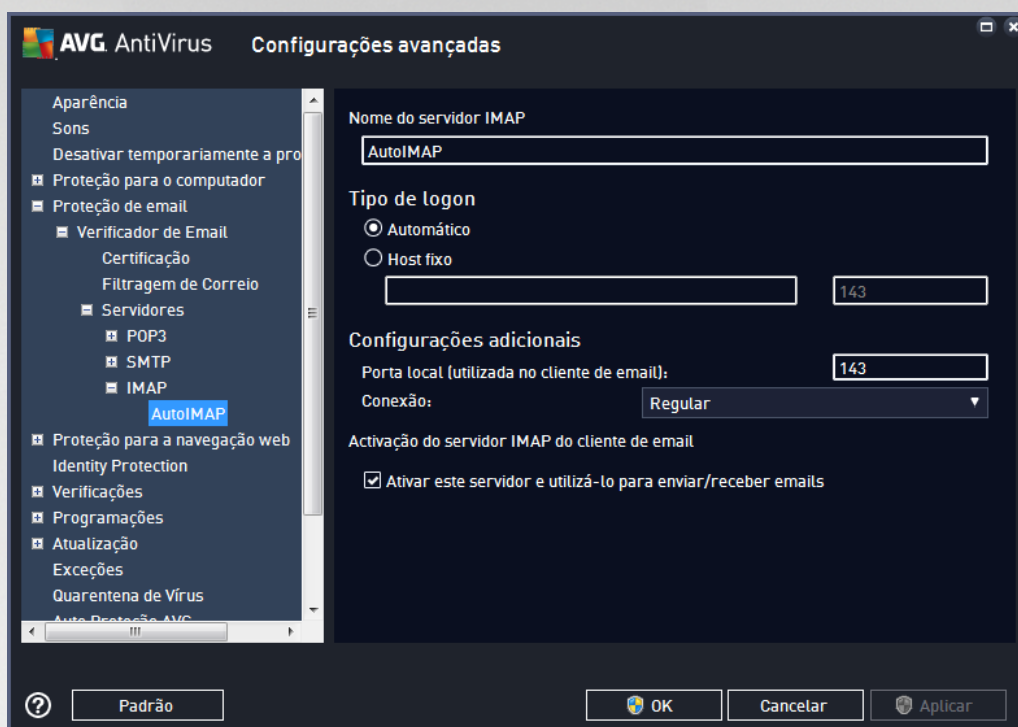 AVG. AntiVirus Configurações avançadas
Aparência
Sons
Desativar temporariamente a pro
Proteção para o computador
Proteção de email
Verificador de Email
Certificação
Filtragem de Correio
Servidores
POP3
SMTP
IMAP
AutoIMAP
Proteção para a navegação web
Identity Protection
Verificações
Programações
Atualização
Exceções
Quarentena de Vírus
Auto Proteção AVG
Nome do servidor IMAP
AutoIMAP
Tipo de logon
Automático
Host fixo
143
Configurações adicionais
Porta local (utilizada no cliente de email): 143
Conexão: Regular
Activação do servidor IMAP do cliente de email
Ativar este servidor e utilizá-lo para enviar/receber emails
Padrão OK Cancelar Aplicar